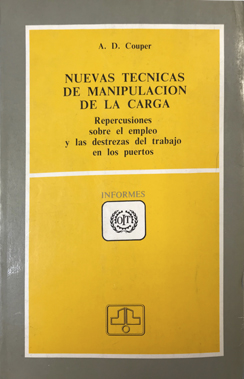 A. D. Couper
NUEVAS TECNICAS
DE MANIPULACION
DE LA CARGA
Repercusiones
sobre el empleo
y las destrezas del trabajo
en los puertos
INFORMES
OIT